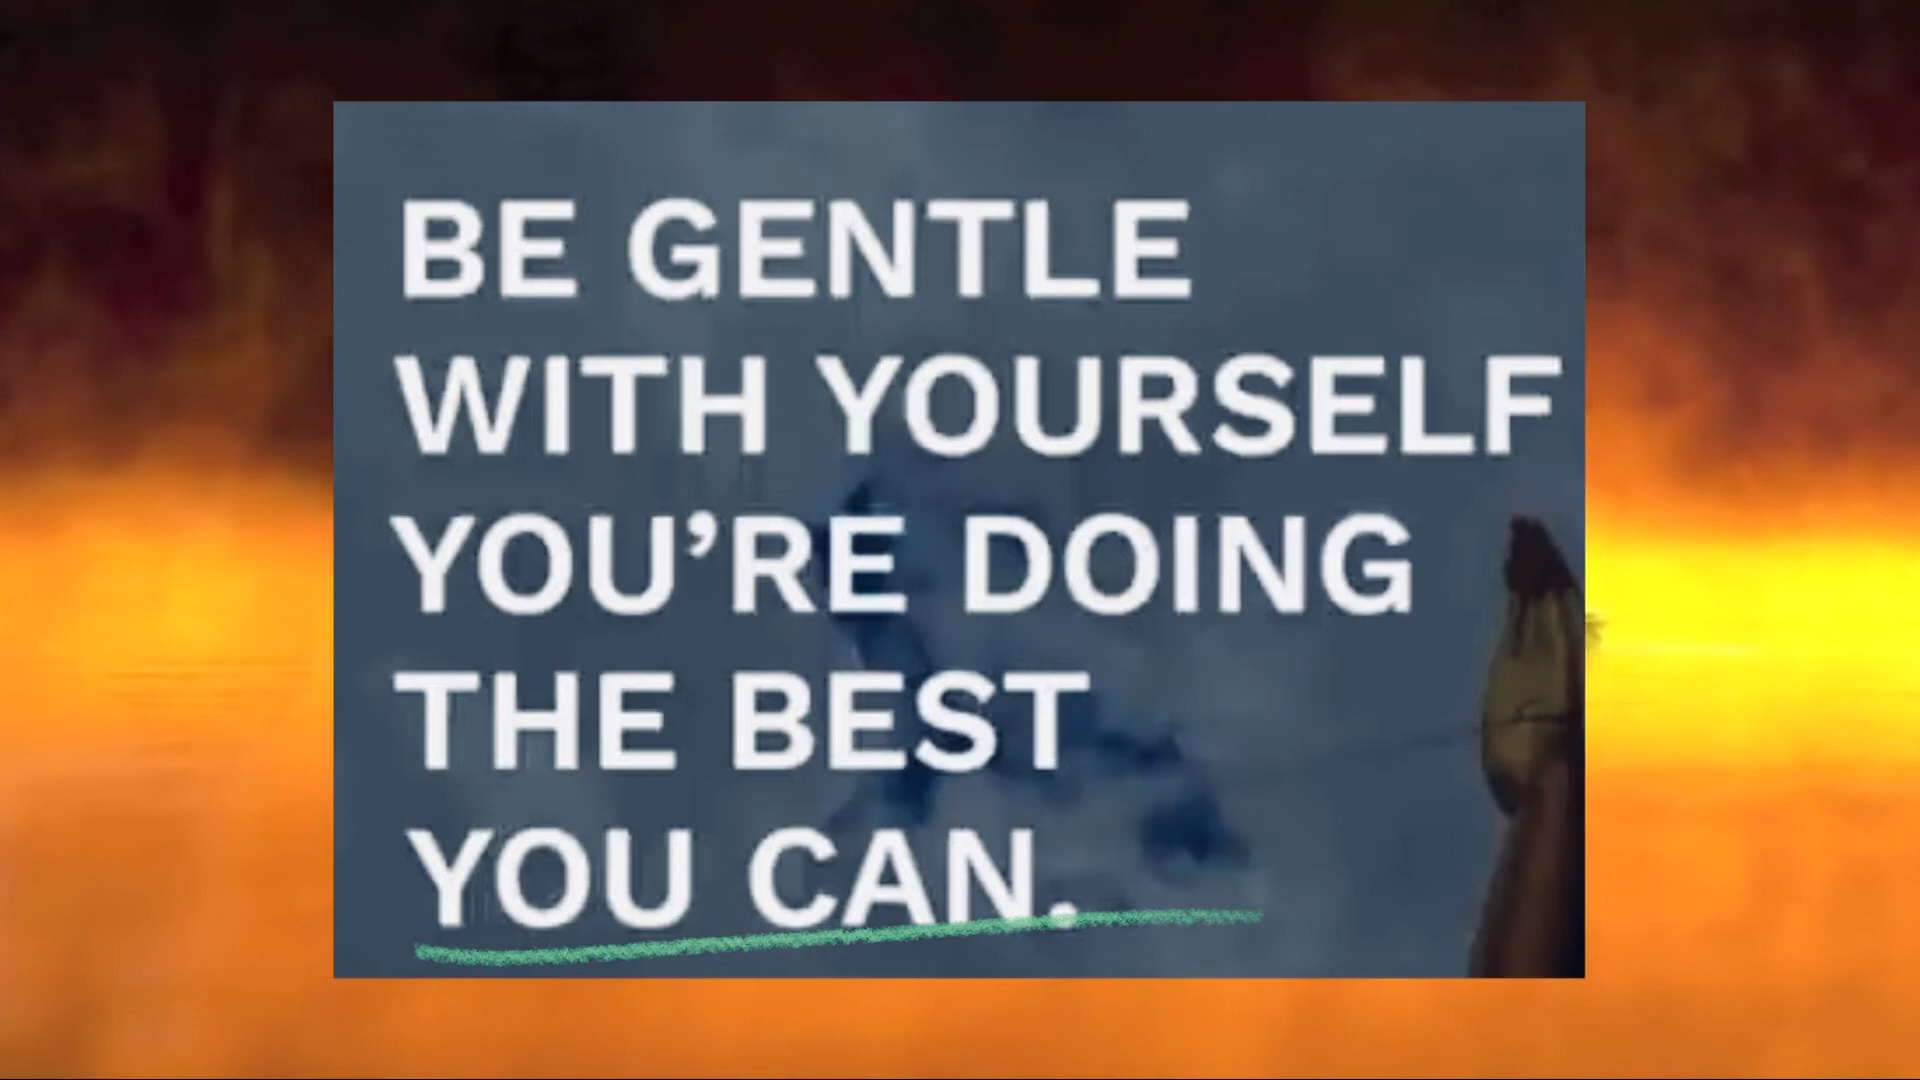 BE GENTLE
WITH YOURSELF
YOU’RE DOING
THE BEST
YOU CAN.